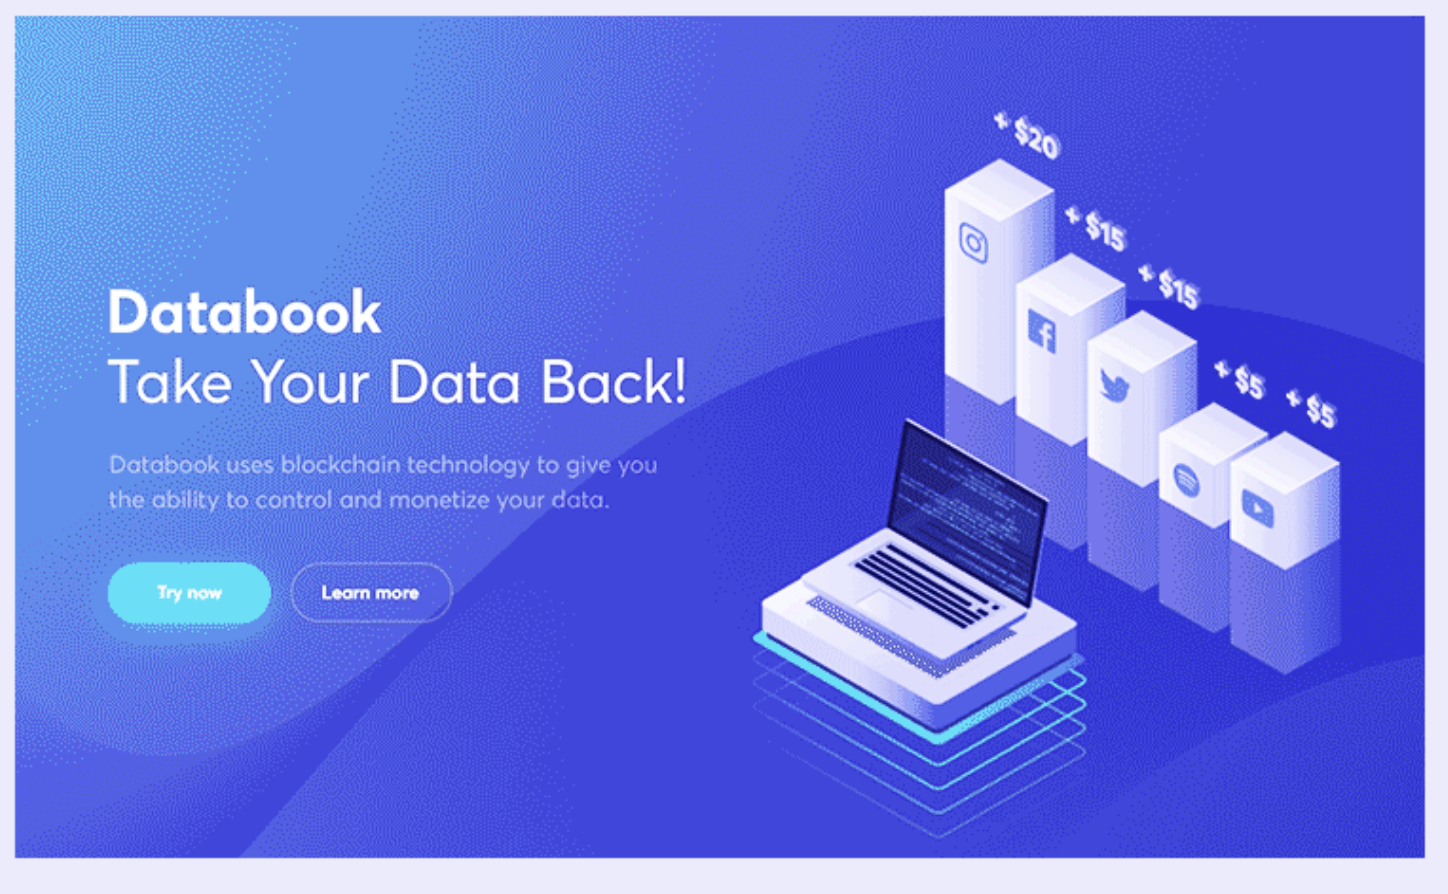 Databook
Take Your Data Back!
Databook uses blockchain technology to give you
the ability to control and monetize your data.
Try now
Learn more
+ $20
+ $15
+ $15
+ $5
+ $5